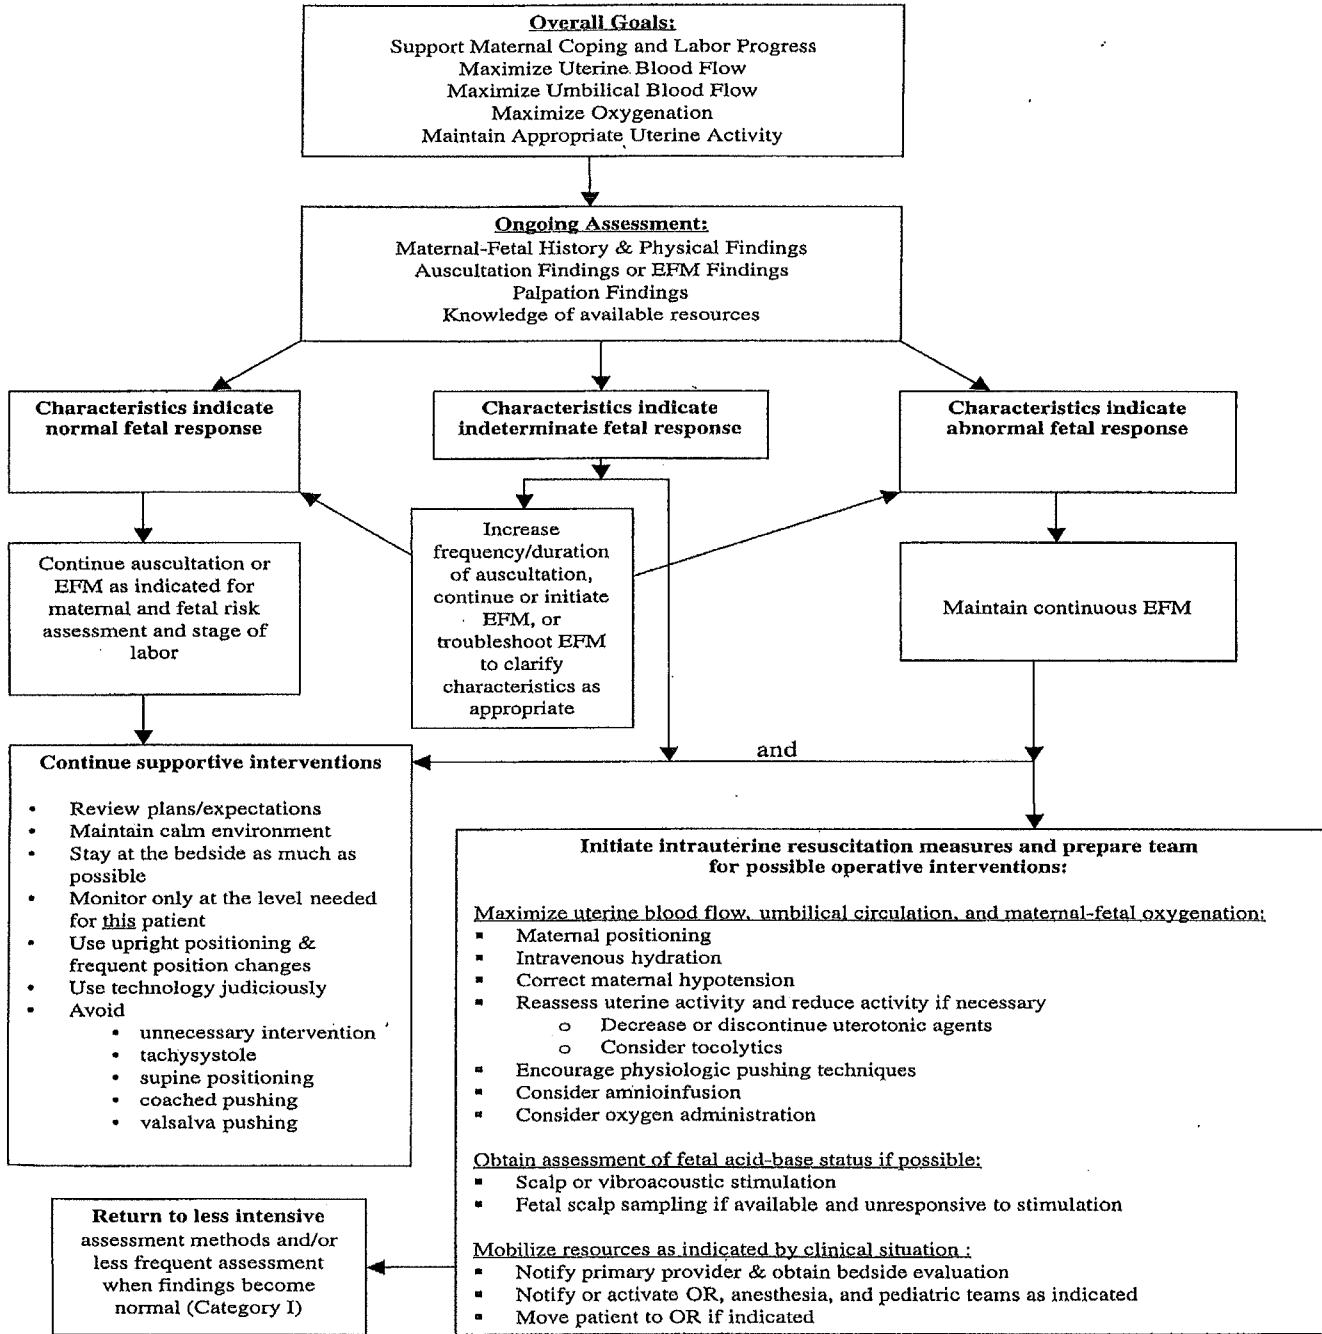 Overall Goals:
Support Maternal Coping and Labor Progress
Maximize Uterine Blood Flow
Maximize Umbilical Blood Flow
Maximize Oxygenation
Maintain Appropriate Uterine Activity
Ongoing Assessment:
Maternal-Fetal History & Physical Findings
Auscultation Findings or EFM Findings
Palpation Findings
Knowledge of available resources
Characteristics indicate
normal fetal response
Characteristics indicate
indeterminate fetal response
Characteristics indicate
abnormal fetal response
Continue auscultation or
EFM as indicated for
maternal and fetal risk
assessment and stage of
labor
Increase
frequency/duration
of auscultation,
continue or initiate
EFM, or
troubleshoot EFM
to clarify
characteristics as
appropriate
Maintain continuous EFM
and
Continue supportive interventions
• Review plans/expectations
• Maintain calm environment
• Stay at the bedside as much as
possible
• Monitor only at the level needed
for this patient
• Use upright positioning &
frequent position changes
• Use technology judiciously
• Avoid
• unnecessary intervention
• tachysystole
• supine positioning
• coached pushing
• valsalva pushing
Initiate intrauterine resuscitation measures and prepare team
for possible operative interventions:
Maximize uterine blood flow, umbilical circulation, and maternal-fetal oxygenation:
▪ Maternal positioning
▪ Intravenous hydration
▪ Correct maternal hypotension
▪ Reassess uterine activity and reduce activity if necessary
o Decrease or discontinue uterotonic agents
o Consider tocolytics
▪ Encourage physiologic pushing techniques
▪ Consider amnioinfusion
▪ Consider oxygen administration
Obtain assessment of fetal acid-base status if possible:
▪ Scalp or vibroacoustic stimulation
▪ Fetal scalp sampling if available and unresponsive to stimulation
Mobilize resources as indicated by clinical situation :
▪ Notify primary provider & obtain bedside evaluation
▪ Notify or activate OR, anesthesia, and pediatric teams as indicated
▪ Move patient to OR if indicated
Return to less intensive
assessment methods and/or
less frequent assessment
when findings become
normal (Category I)